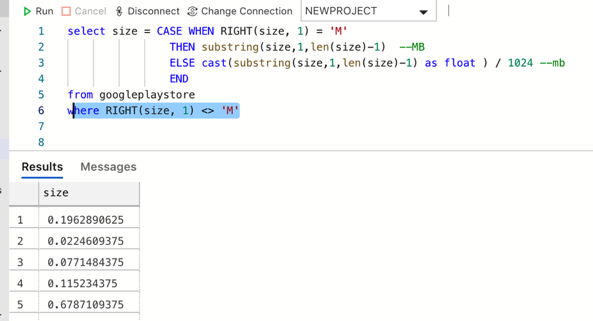 Run Cancel Disconnect Change Connection NEWPROJECT
1 select size = CASE WHEN RIGHT(size, 1) = 'M'
2 THEN substring(size,1,len(size)-1) --MB
3 ELSE cast(substring(size,1,len(size)-1) as float ) / 1024 --mb
4 END
5 from googleplaystore
6 where RIGHT(size, 1) <> 'M'
7
8
Results Messages
size
1 0.1962890625
2 0.0224609375
3 0.0771484375
4 0.115234375
5 0.6787109375